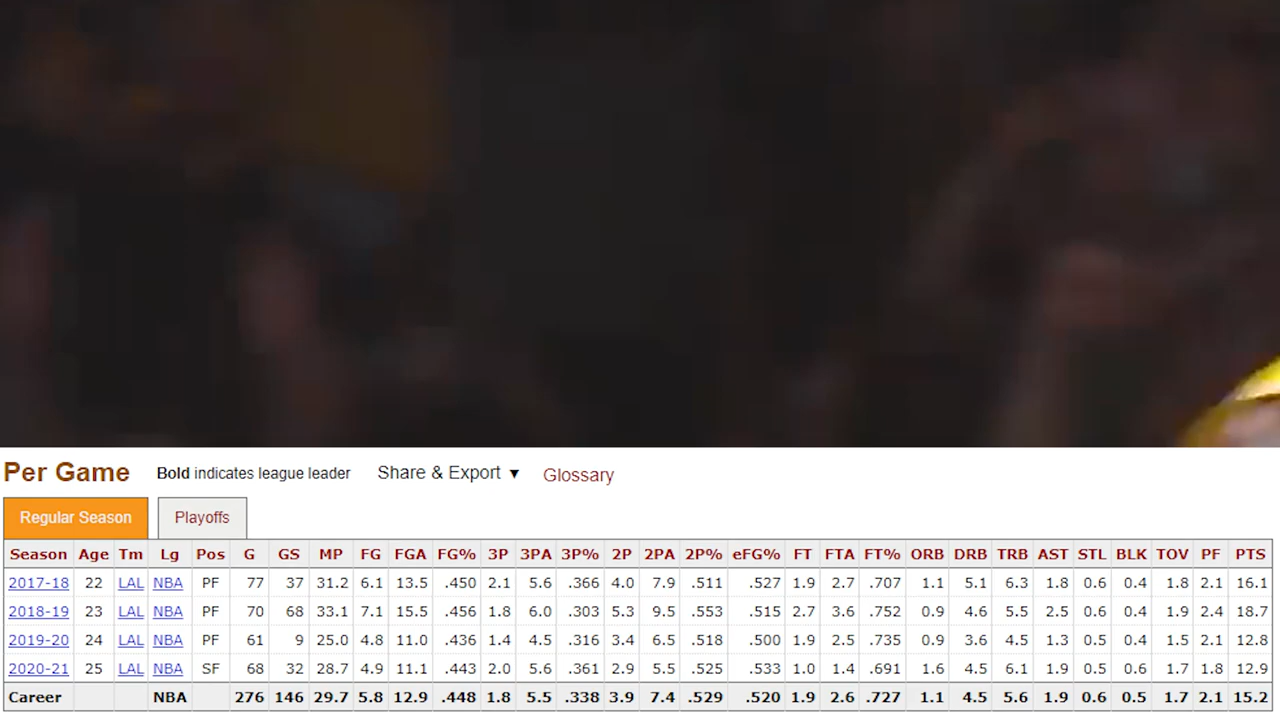 Per Game Bold indicates league leader Share & Export ▼ Glossary
Regular Season Playoffs
Season Age Tm Lg Pos G GS MP FG FGA FG% 3P 3PA 3P% 2P 2PA 2P% eFG% FT FTA FT% ORB DRB TRB AST STL BLK TOV PF PTS
2017-18 22 LAL NBA PF 77 37 31.2 6.1 13.5 .450 2.1 5.6 .366 4.0 7.9 .511 .527 1.9 2.7 .707 1.1 5.1 6.3 1.8 0.6 0.4 1.8 2.1 16.1
2018-19 23 LAL NBA PF 70 68 33.1 7.1 15.5 .456 1.8 6.0 .303 5.3 9.5 .553 .515 2.7 3.6 .752 0.9 4.6 5.5 2.5 0.6 0.4 1.9 2.4 18.7
2019-20 24 LAL NBA PF 61 9 25.0 4.8 11.0 .436 1.4 4.5 .316 3.4 6.5 .518 .500 1.9 2.5 .735 0.9 3.6 4.5 1.3 0.5 0.4 1.5 2.1 12.8
2020-21 25 LAL NBA SF 68 32 28.7 4.9 11.1 .443 2.0 5.6 .361 2.9 5.5 .525 .533 1.0 1.4 .691 1.6 4.5 6.1 1.9 0.5 0.6 1.7 1.8 12.9
Career NBA 276 146 29.7 5.8 12.9 .448 1.8 5.5 .338 3.9 7.4 .529 .520 1.9 2.6 .727 1.1 4.5 5.6 1.9 0.6 0.5 1.7 2.1 15.2